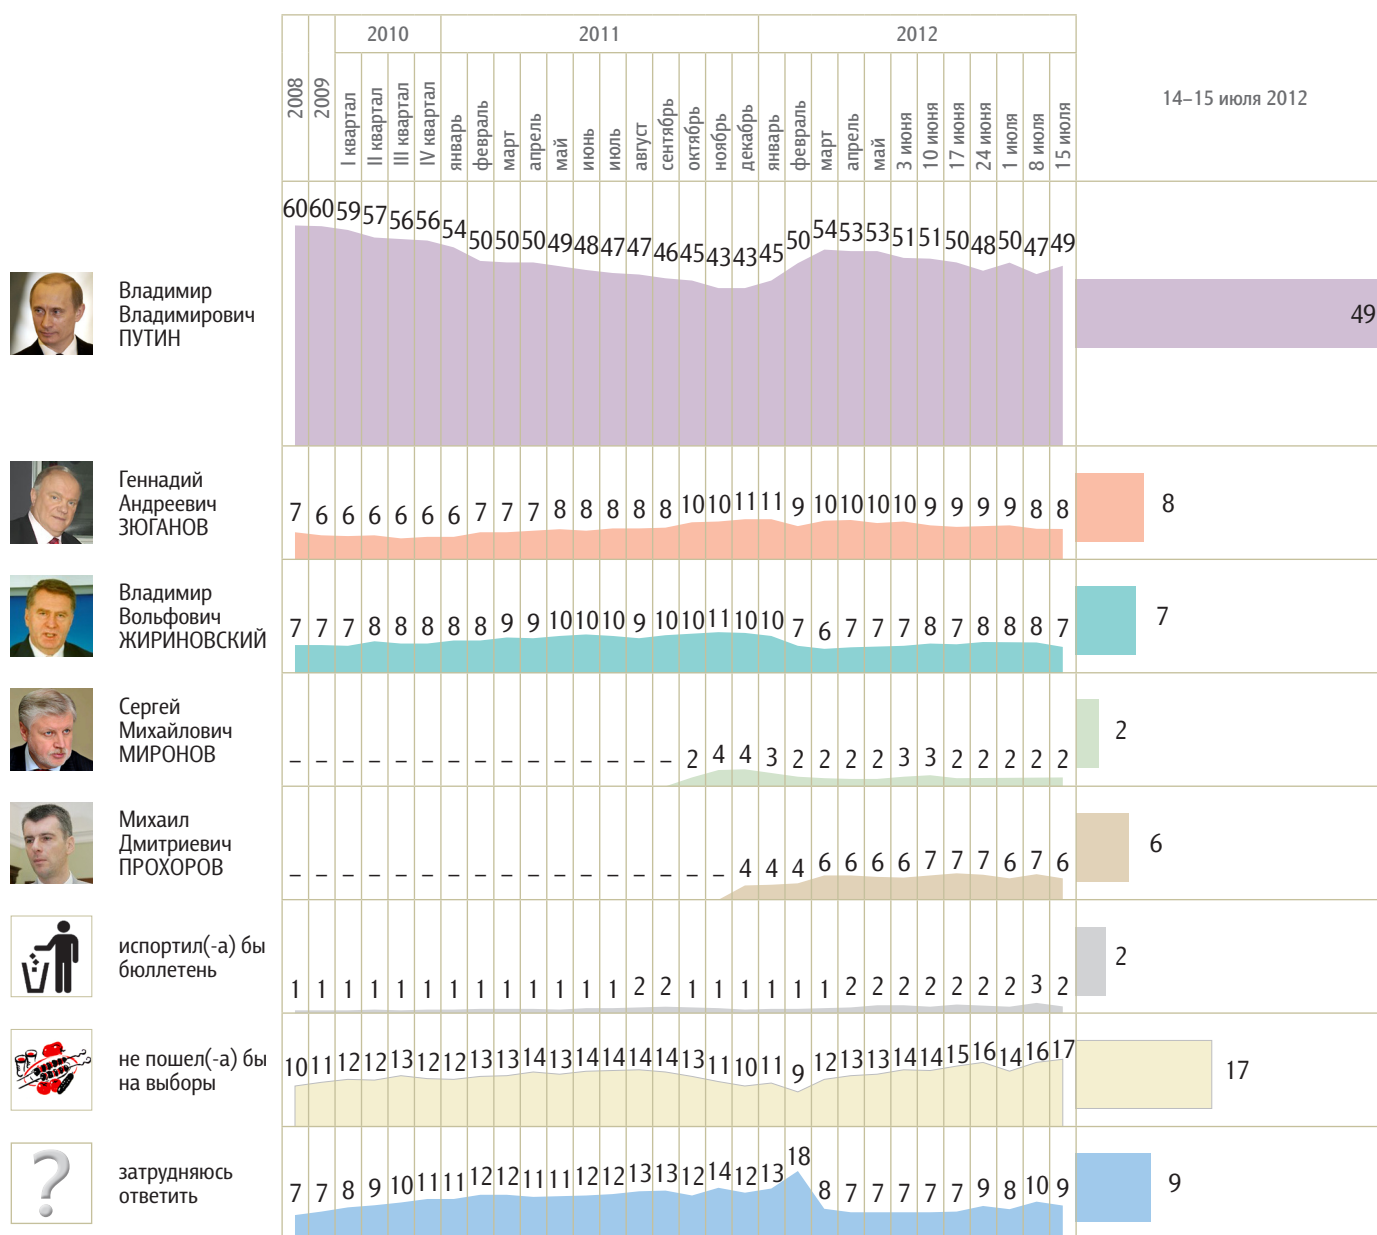 2010 2011 2012
2008 2009 I квартал II квартал III квартал IV квартал январь февраль март апрель май июнь июль август сентябрь октябрь ноябрь декабрь январь февраль март апрель май 3 июня 10 июня 17 июня 24 июня 1 июля 8 июля 15 июля
14–15 июля 2012
60 60 59 57 56 56 54 50 50 50 49 48 47 47 46 45 43 43 45 50 54 53 53 51 51 50 48 50 47 49
Владимир
Владимирович
ПУТИН
49
Геннадий
Андреевич
ЗЮГАНОВ
7 6 6 6 6 6 6 7 7 7 8 8 8 8 8 10 10 11 11 9 10 10 10 10 9 9 9 9 8 8
8
Владимир
Вольфович
ЖИРИНОВСКИЙ
7 7 7 8 8 8 8 8 9 9 10 10 10 9 10 10 11 10 10 7 6 7 7 7 8 7 8 8 8 7
7
Сергей
Михайлович
МИРОНОВ
– – – – – – – – – – – – – – – 2 4 4 3 2 2 2 2 3 3 2 2 2 2 2
2
Михаил
Дмитриевич
ПРОХОРОВ
– – – – – – – – – – – – – – – – – 4 4 4 6 6 6 6 7 7 7 6 7 6
6
испортил(-а) бы
бюллетень
1 1 1 1 1 1 1 1 1 1 1 1 1 2 2 1 1 1 1 1 1 2 2 2 2 2 2 2 3 2
2
не пошел(-а) бы
на выборы
10 11 12 12 13 12 12 13 13 14 13 14 14 14 14 13 11 10 11 9 12 13 13 14 14 15 16 14 16 17
17
затрудняюсь
ответить
7 7 8 9 10 11 11 12 12 11 11 12 12 13 13 12 14 12 13 18 8 7 7 7 7 7 9 8 10 9
9